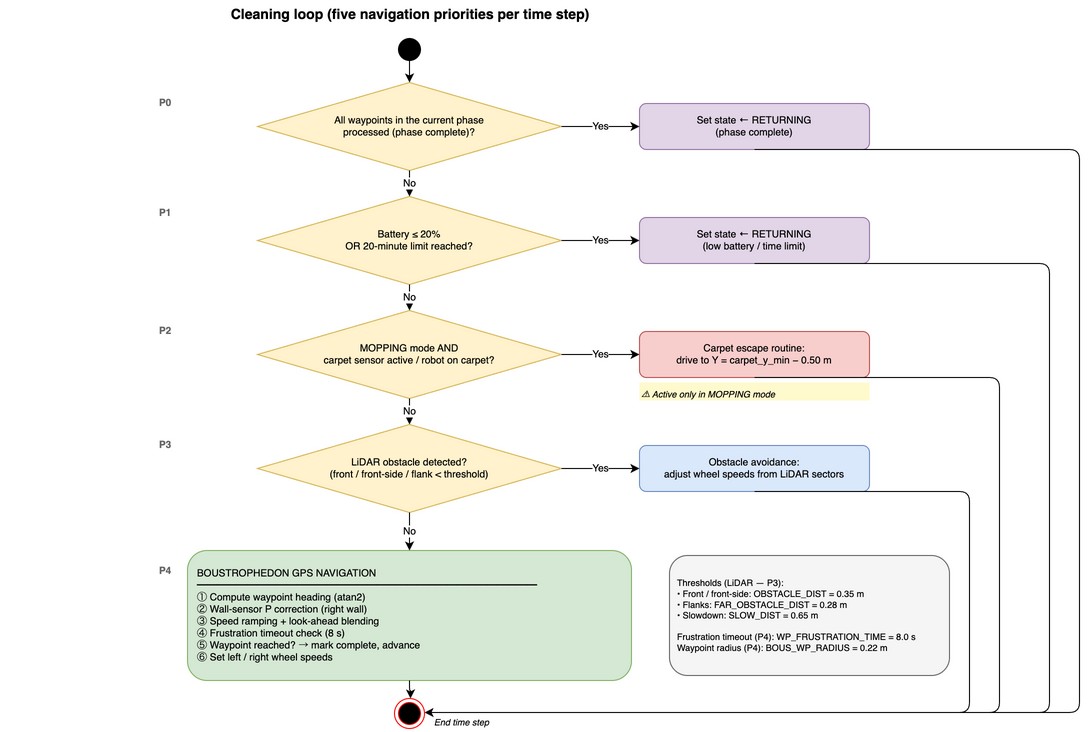 Cleaning loop (five navigation priorities per time step)
P0
All waypoints in the current phase
processed (phase complete)?
Yes
Set state ← RETURNING
(phase complete)
No
P1
Battery ≤ 20%
OR 20-minute limit reached?
Yes
Set state ← RETURNING
(low battery / time limit)
No
P2
MOPPING mode AND
carpet sensor active / robot on carpet?
Yes
Carpet escape routine:
drive to Y = carpet_y_min − 0.50 m
⚠ Active only in MOPPING mode
No
P3
LiDAR obstacle detected?
(front / front-side / flank < threshold)
Yes
Obstacle avoidance:
adjust wheel speeds from LiDAR sectors
No
P4
BOUSTROPHEDON GPS NAVIGATION
① Compute waypoint heading (atan2)
② Wall-sensor P correction (right wall)
③ Speed ramping + look-ahead blending
④ Frustration timeout check (8 s)
⑤ Waypoint reached? → mark complete, advance
⑥ Set left / right wheel speeds
Thresholds (LiDAR — P3):
• Front / front-side: OBSTACLE_DIST = 0.35 m
• Flanks: FAR_OBSTACLE_DIST = 0.28 m
• Slowdown: SLOW_DIST = 0.65 m
Frustration timeout (P4): WP_FRUSTRATION_TIME = 8.0 s
Waypoint radius (P4): BOUS_WP_RADIUS = 0.22 m
End time step